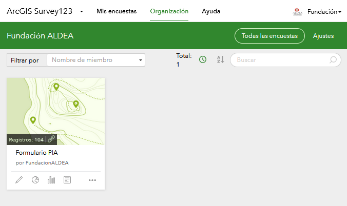 ArcGIS Survey123 Mis encuestas Organización Ayuda Fundación
Fundación ALDEA Todas las encuestas Ajustes
Filtrar por Nombre de miembro Total: 1 Buscar
Registros: 104
Formulario FIA
por FundacionALDEA